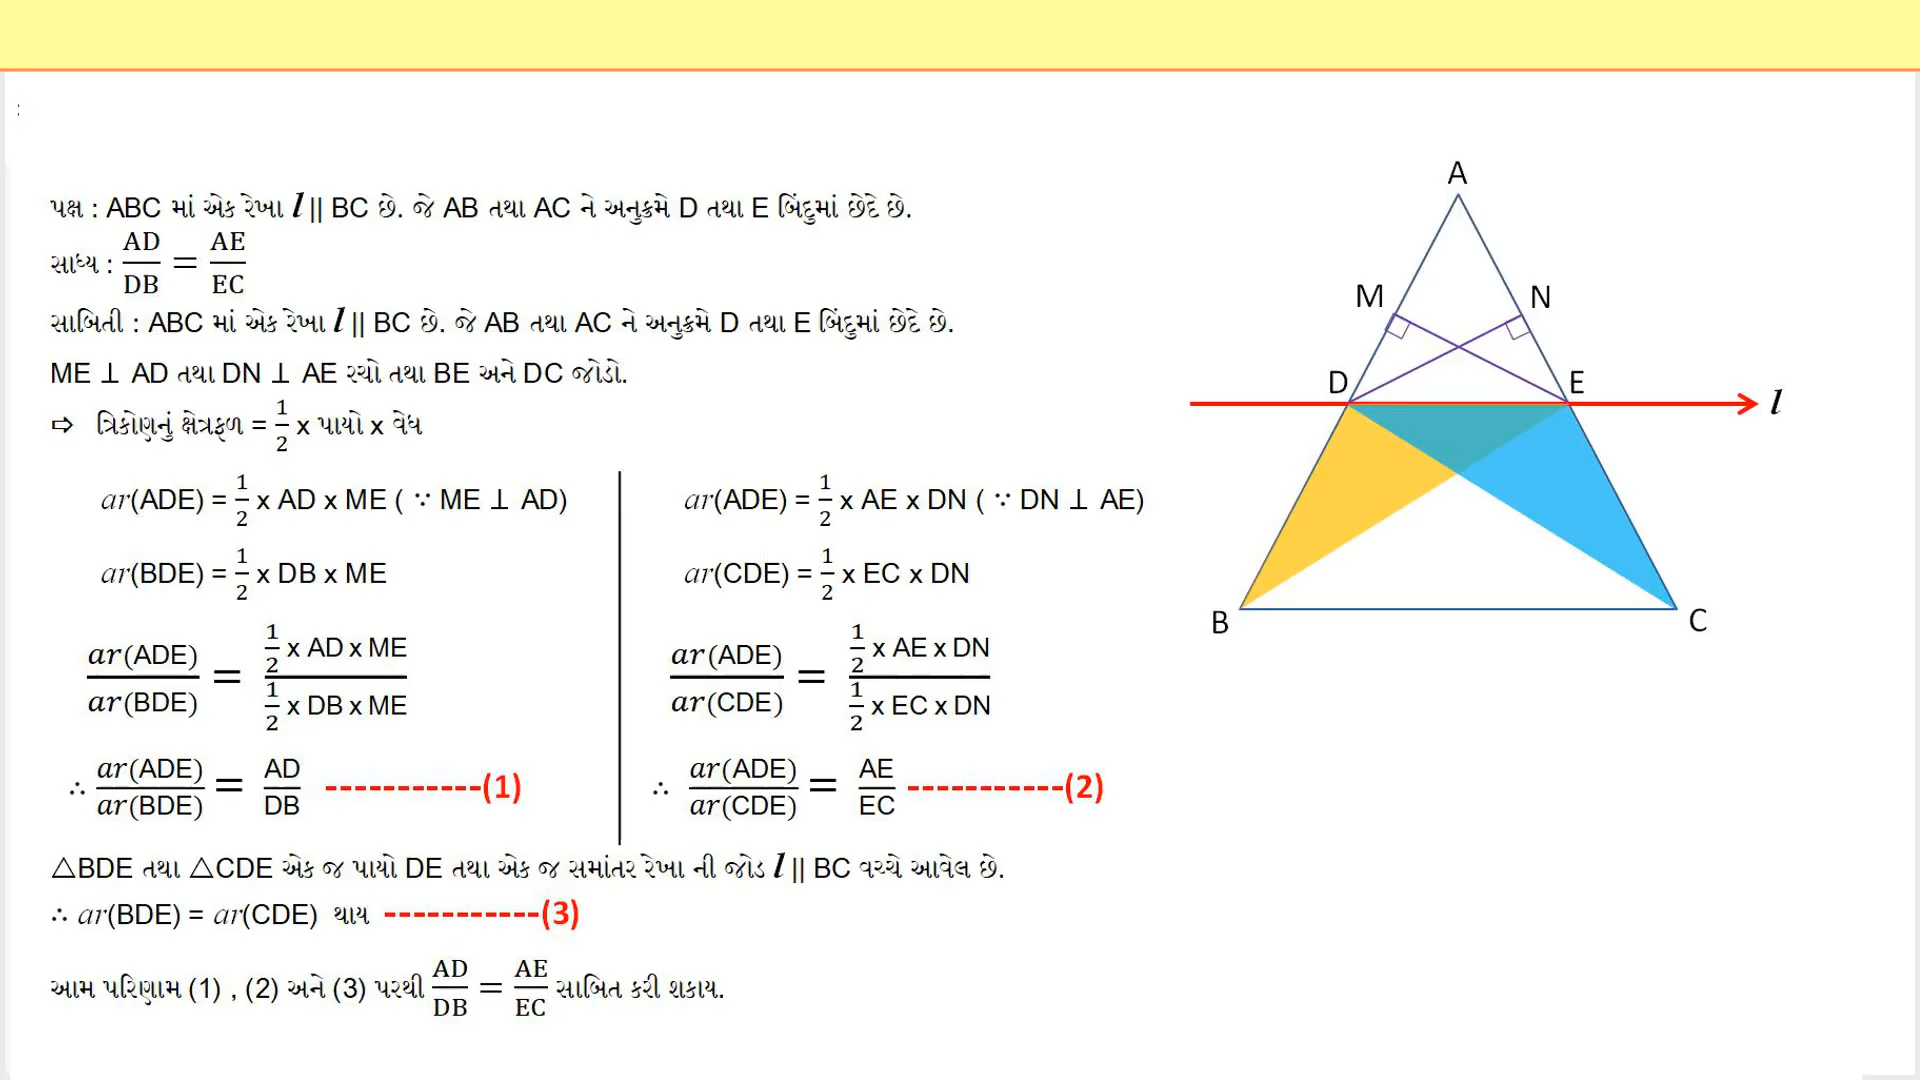 પક્ષ : ABC માં એક રેખા l || BC છે. જે AB તથા AC ને અનુક્રમે D તથા E બિંદુમાં છેદે છે.
સાધ્ય : AD/DB = AE/EC
સાબિતી : ABC માં એક રેખા l || BC છે. જે AB તથા AC ને અનુક્રમે D તથા E બિંદુમાં છેદે છે.
ME ⊥ AD તથા DN ⊥ AE રચો તથા BE અને DC જોડો.
⇨ ત્રિકોણનું ક્ષેત્રફળ = 1/2 x પાયો x વેધ
ar(ADE) = 1/2 x AD x ME ( ∵ ME ⊥ AD)
ar(BDE) = 1/2 x DB x ME
ar(ADE)/ar(BDE) = 1/2 x AD x ME / 1/2 x DB x ME
∴ ar(ADE)/ar(BDE) = AD/DB -----------(1)
ar(ADE) = 1/2 x AE x DN ( ∵ DN ⊥ AE)
ar(CDE) = 1/2 x EC x DN
ar(ADE)/ar(CDE) = 1/2 x AE x DN / 1/2 x EC x DN
∴ ar(ADE)/ar(CDE) = AE/EC -----------(2)
△BDE તથા △CDE એક જ પાયો DE તથા એક જ સમાંતર રેખા ની જોડ l || BC વચ્ચે આવેલ છે.
∴ ar(BDE) = ar(CDE) થાય -----------(3)
આમ પરિણામ (1) , (2) અને (3) પરથી AD/DB = AE/EC સાબિત કરી શકાય.
A
M
N
D
E
l
B
C